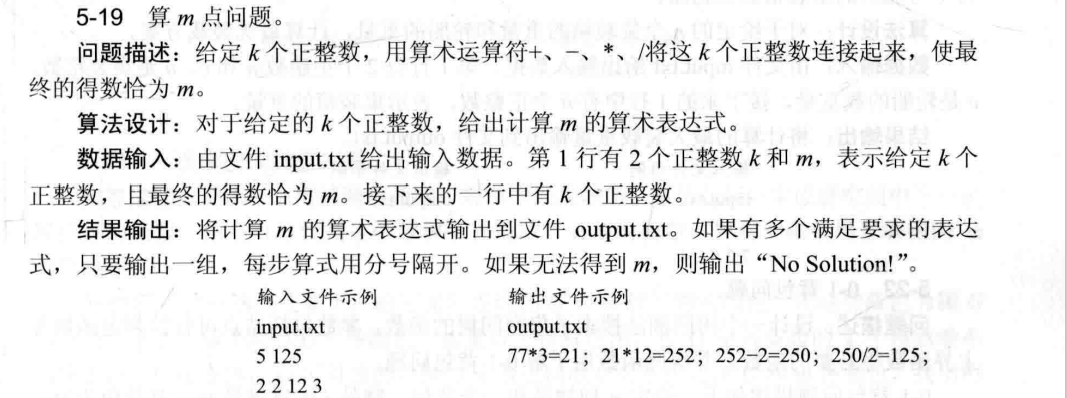 5-19 算 m 点问题。
问题描述：给定 k 个正整数，用算术运算符+、-、*、/将这 k 个正整数连接起来，使最
终的得数恰为 m。
算法设计：对于给定的 k 个正整数，给出计算 m 的算术表达式。
数据输入：由文件 input.txt 给出输入数据。第 1 行有 2 个正整数 k 和 m，表示给定 k 个
正整数，且最终的得数恰为 m。接下来的一行中有 k 个正整数。
结果输出：将计算 m 的算术表达式输出到文件 output.txt。如果有多个满足要求的表达
式，只要输出一组，每步算式用分号隔开。如果无法得到 m，则输出“No Solution!”。
输入文件示例 输出文件示例
input.txt output.txt
5 125 77*3=21；21*12=252；252-2=250；250/2=125；
2 2 12 3